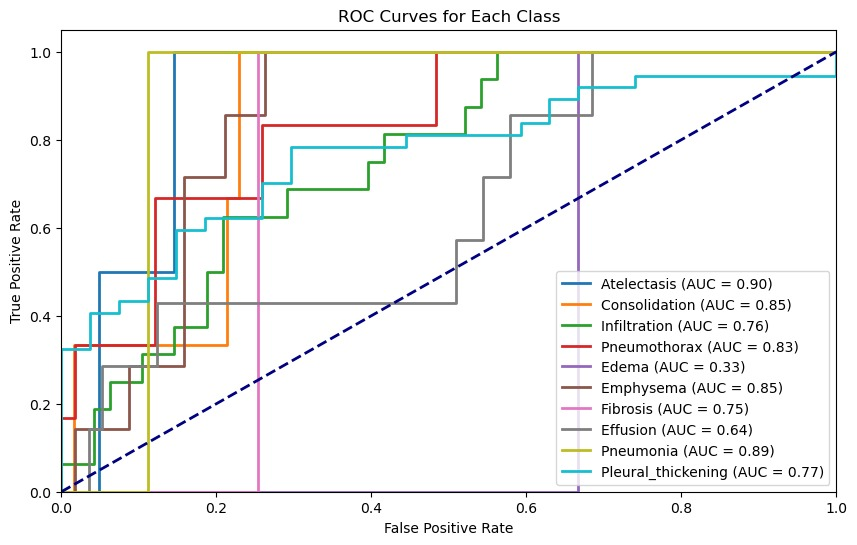 ROC Curves for Each Class
True Positive Rate
1.0
0.8
0.6
0.4
0.2
0.0
Atelectasis (AUC = 0.90)
Consolidation (AUC = 0.85)
Infiltration (AUC = 0.76)
Pneumothorax (AUC = 0.83)
Edema (AUC = 0.33)
Emphysema (AUC = 0.85)
Fibrosis (AUC = 0.75)
Effusion (AUC = 0.64)
Pneumonia (AUC = 0.89)
Pleural_thickening (AUC = 0.77)
0.0 0.2 0.4 0.6 0.8 1.0
False Positive Rate